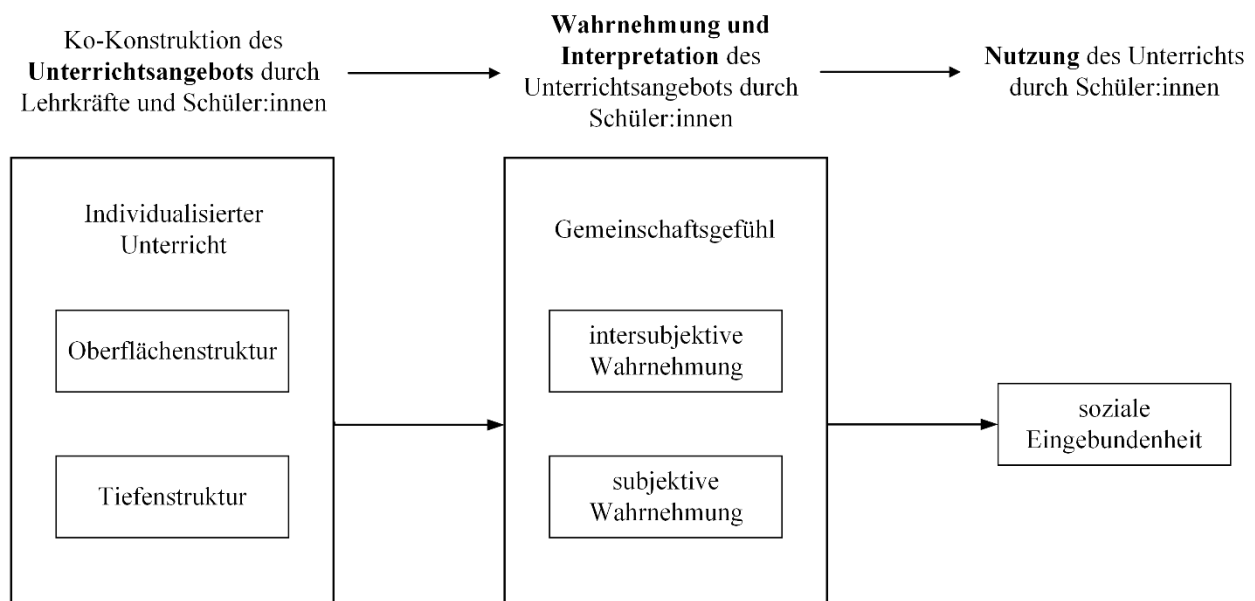 Ko-Konstruktion des
Unterrichtsangebots durch
Lehrkräfte und Schüler:innen
Wahrnehmung und
Interpretation des
Unterrichtsangebots durch
Schüler:innen
Nutzung des Unterrichts
durch Schüler:innen
Individualisierter
Unterricht
Oberflächenstruktur
Tiefenstruktur
Gemeinschaftsgefühl
intersubjektive
Wahrnehmung
subjektive
Wahrnehmung
soziale
Eingebundenheit